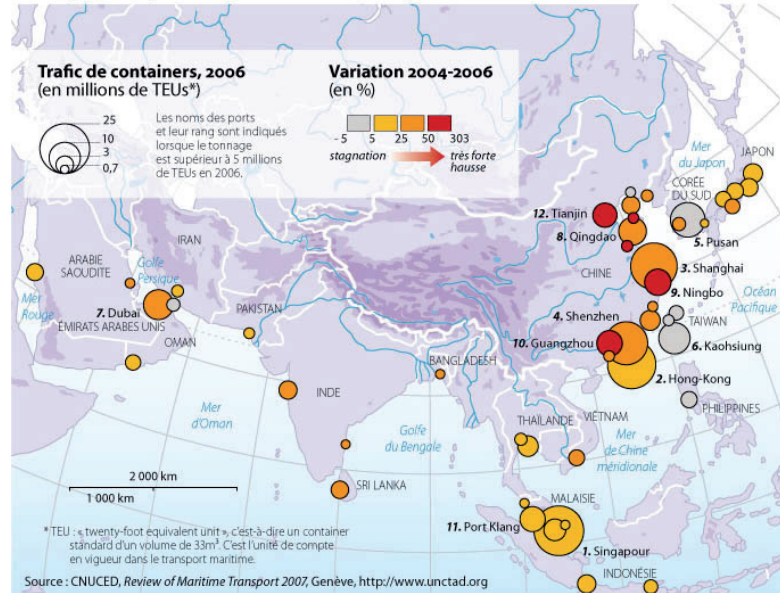 Trafic de containers, 2006
(en millions de TEUs*)
25
10
3
0,7
Les noms des ports
et leur rang sont indiqués
lorsque le tonnage
est supérieur à 5 millions
de TEUs en 2006.
Variation 2004-2006
(en %)
- 5 5 25 50 303
stagnation très forte
hausse
Mer
du Japon
JAPON
CORÉE
DU SUD
12. Tianjin
8. Qingdao
5. Pusan
CHINE
3. Shanghai
9. Ningbo
Océan
Pacifique
4. Shenzhen
TAIWAN
10. Guangzhou
6. Kaohsiung
2. Hong-Kong
PHILIPPINES
ARABIE
SAOUDITE
IRAN
Golfe
Persique
Mer
Rouge
7. Dubai
ÉMIRATS ARABES UNIS
PAKISTAN
OMAN
BANGLADESH
INDE
Mer
d'Oman
Golfe
du Bengale
THAÏLANDE
VIÊTNAM
Mer
de Chine
méridionale
SRI LANKA
2 000 km
1 000 km
MALAISIE
11. Port Klang
1. Singapour
INDONÉSIE
* TEU : « twenty-foot equivalent unit », c'est-à-dire un container
standard d'un volume de 33m³. C'est l'unité de compte
en vigueur dans le transport maritime.
Source : CNUCED, Review of Maritime Transport 2007, Genève, http://www.unctad.org